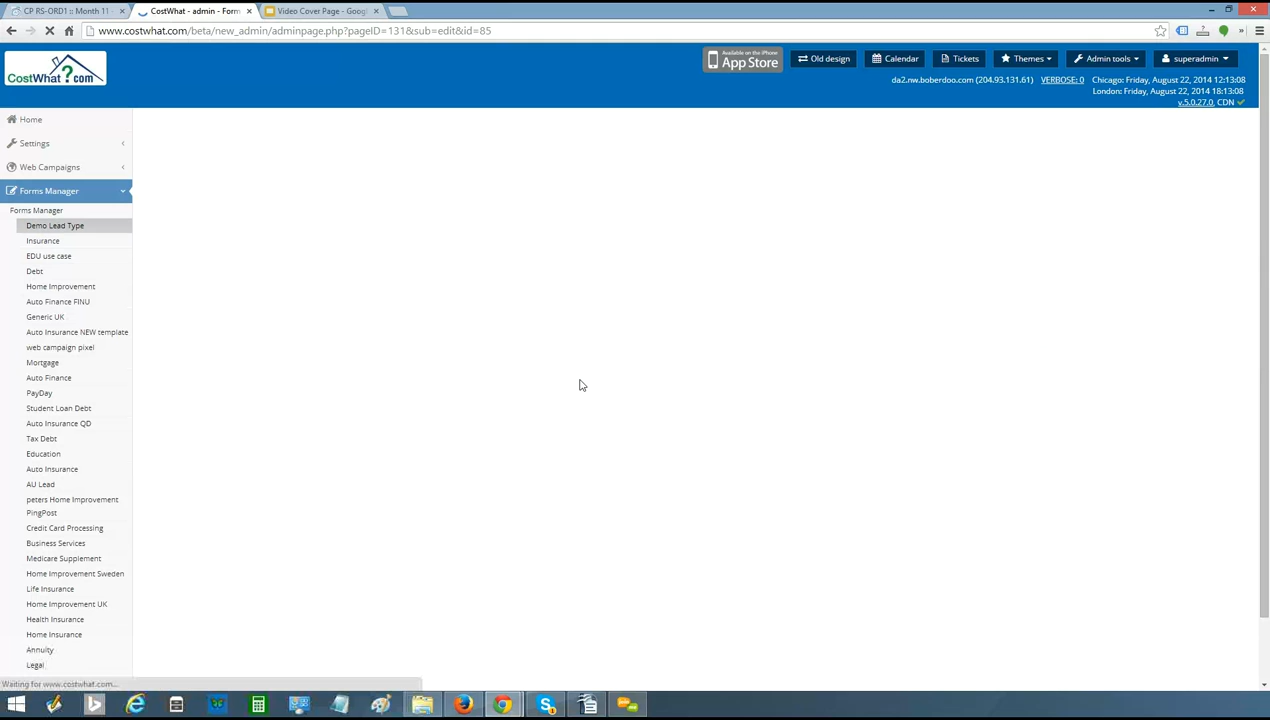 CP RS-ORD1 :: Month 11
CostWhat - admin - Form
Video Cover Page - Googl
www.costwhat.com/beta/new_admin/adminpage.php?pageID=131&sub=edit&id=85
CostWhat?com
Available on the iPhone
App Store
Old design
Calendar
Tickets
Themes
Admin tools
superadmin
da2.nw.boberdoo.com (204.93.131.61)
VERBOSE: 0
Chicago: Friday, August 22, 2014 12:13:08
London: Friday, August 22, 2014 18:13:08
v.5.0.27.0, CDN
Home
Settings
Web Campaigns
Forms Manager
Forms Manager
Demo Lead Type
Insurance
EDU use case
Debt
Home Improvement
Auto Finance FINU
Generic UK
Auto Insurance NEW template
web campaign pixel
Mortgage
Auto Finance
PayDay
Student Loan Debt
Auto Insurance QD
Tax Debt
Education
Auto Insurance
AU Lead
peters Home Improvement
PingPost
Credit Card Processing
Business Services
Medicare Supplement
Home Improvement Sweden
Life Insurance
Home Improvement UK
Health Insurance
Home Insurance
Annuity
Legal
Waiting for www.costwhat.com...